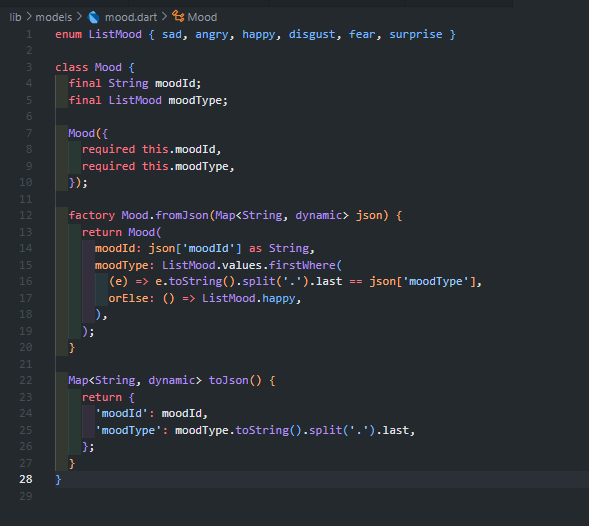 lib > models > mood.dart > Mood
1 enum ListMood { sad, angry, happy, disgust, fear, surprise }
2
3 class Mood {
4   final String moodId;
5   final ListMood moodType;
6
7   Mood({
8     required this.moodId,
9     required this.moodType,
10   });
11
12   factory Mood.fromJson(Map<String, dynamic> json) {
13     return Mood(
14       moodId: json['moodId'] as String,
15       moodType: ListMood.values.firstWhere(
16         (e) => e.toString().split('.').last == json['moodType'],
17         orElse: () => ListMood.happy,
18       ),
19     );
20   }
21
22   Map<String, dynamic> toJson() {
23     return {
24       'moodId': moodId,
25       'moodType': moodType.toString().split('.').last,
26     };
27   }
28 }
29